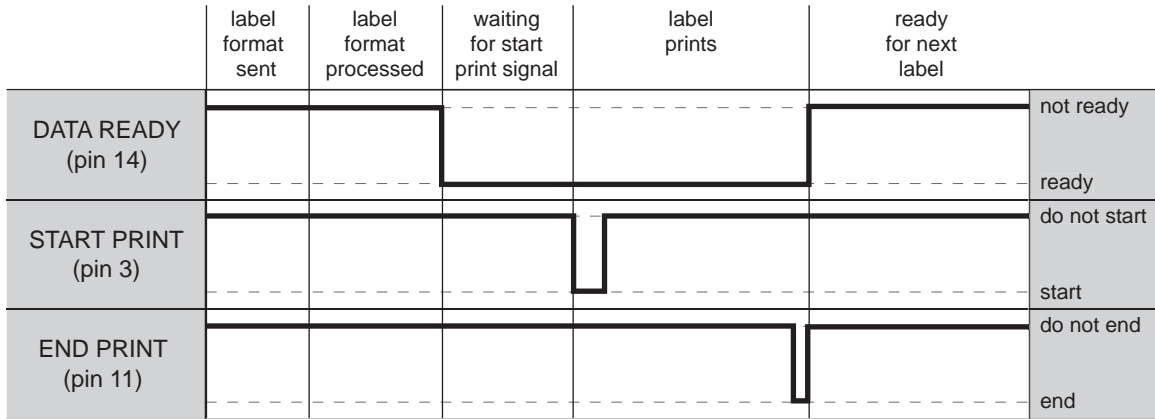 label
format
sent
label
format
processed
waiting
for start
print signal
label
prints
ready
for next
label
DATA READY
(pin 14)
not ready
ready
START PRINT
(pin 3)
do not start
start
END PRINT
(pin 11)
do not end
end